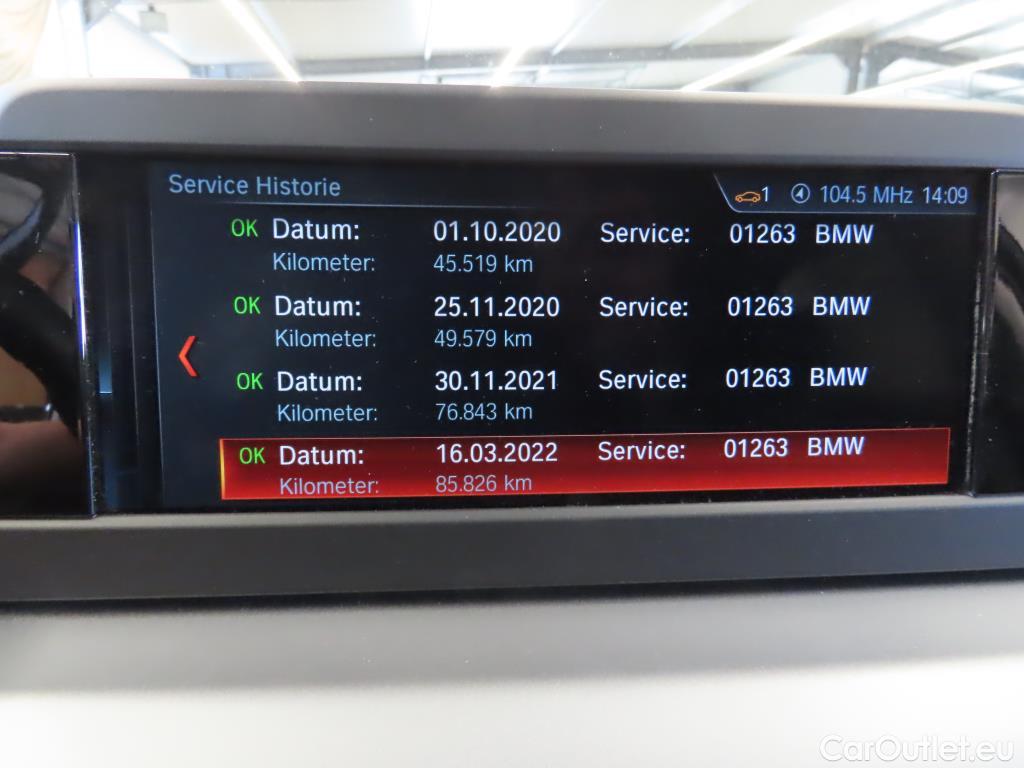 Service Historie
1 104.5 MHz 14:09
OK Datum: 01.10.2020 Service: 01263 BMW
Kilometer: 45.519 km
OK Datum: 25.11.2020 Service: 01263 BMW
Kilometer: 49.579 km
OK Datum: 30.11.2021 Service: 01263 BMW
Kilometer: 76.843 km
OK Datum: 16.03.2022 Service: 01263 BMW
Kilometer: 85.826 km
CarOutlet.eu